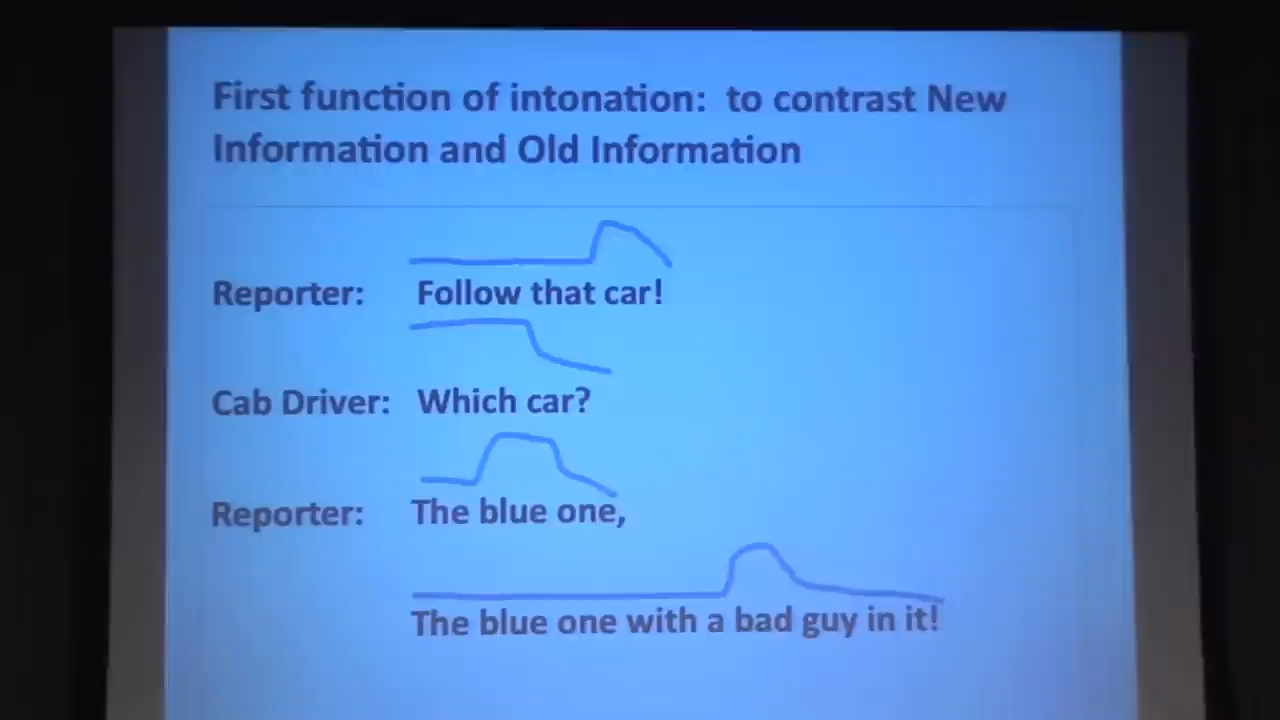 First function of intonation: to contrast New
Information and Old Information
Reporter: Follow that car!
Cab Driver: Which car?
Reporter: The blue one,
The blue one with a bad guy in it!